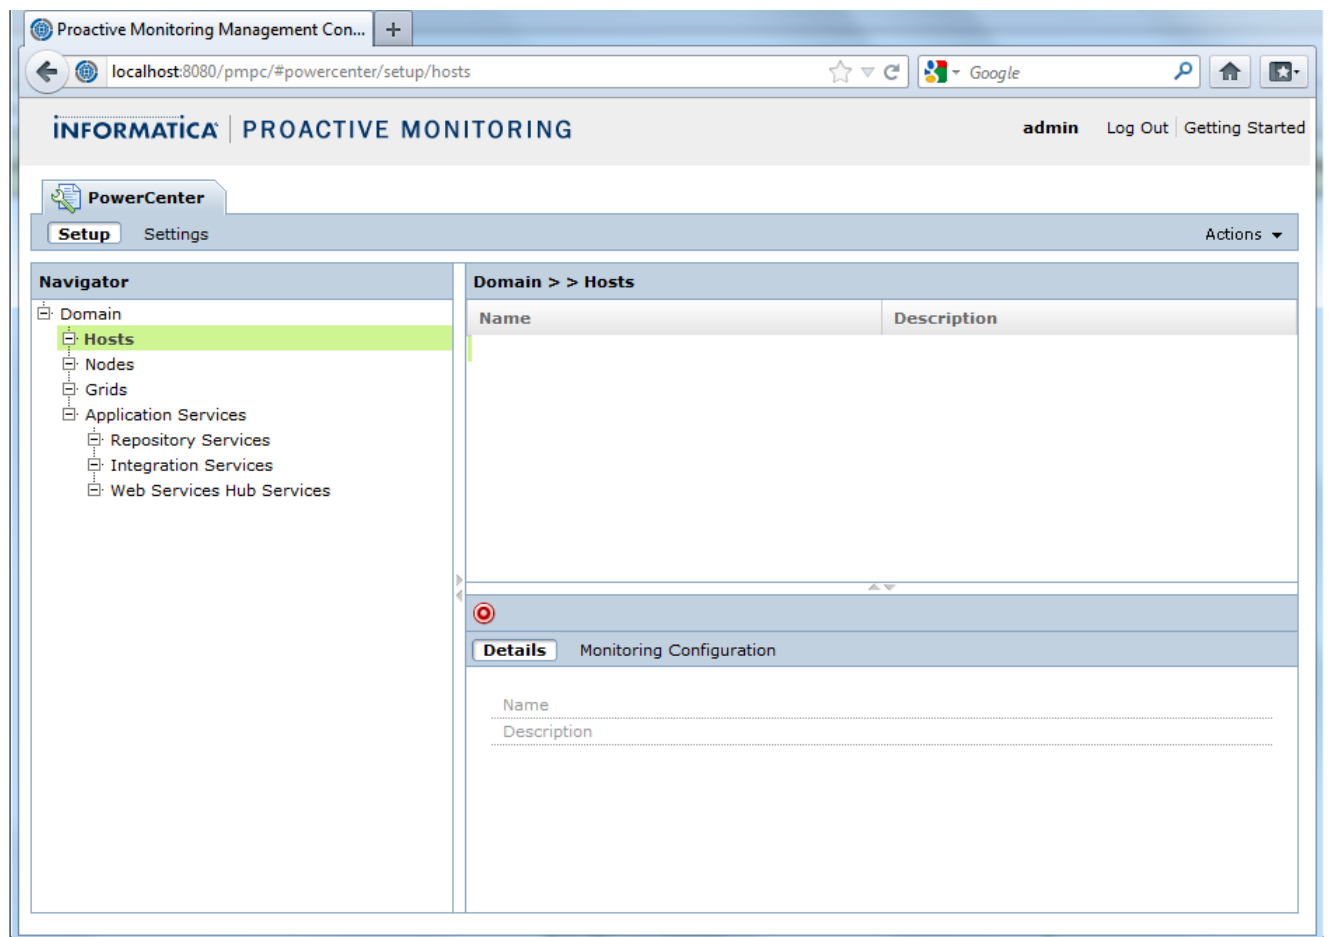 Proactive Monitoring Management Con...
localhost:8080/pmpc/#powercenter/setup/hosts
Google
INFORMATICA | PROACTIVE MONITORING
admin Log Out Getting Started
PowerCenter
Setup Settings Actions
Navigator
Domain
Hosts
Nodes
Grids
Application Services
Repository Services
Integration Services
Web Services Hub Services
Domain > > Hosts
Name Description
Details Monitoring Configuration
Name
Description